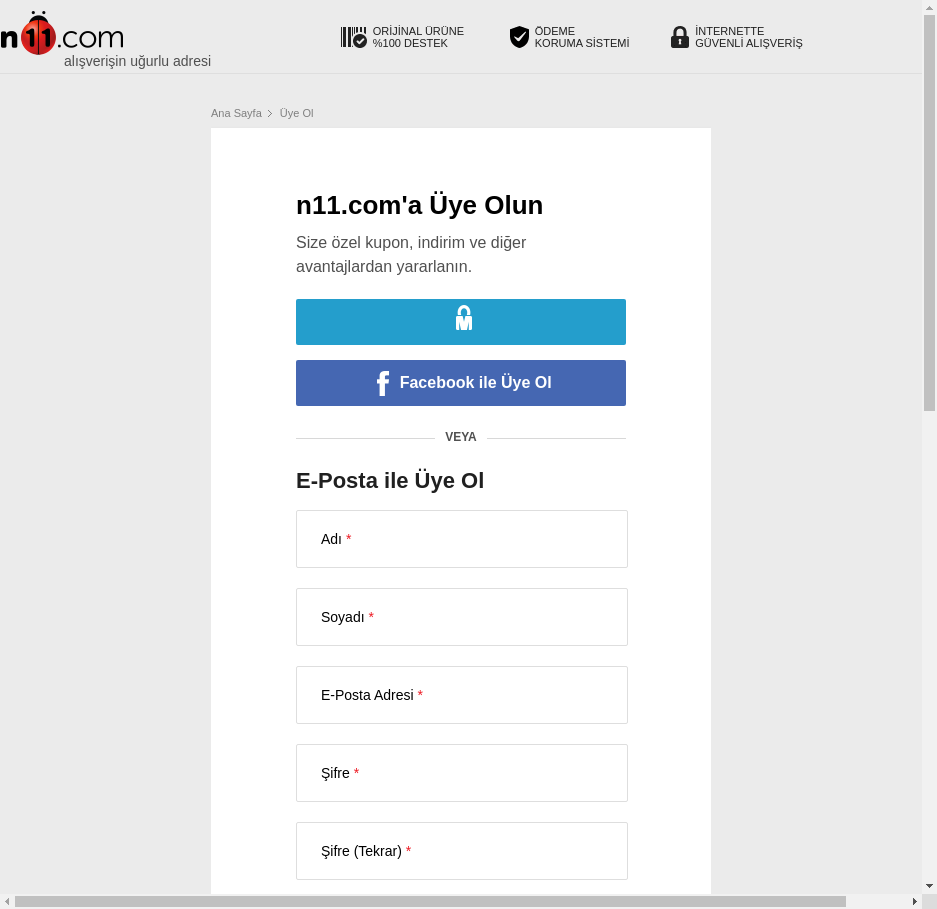 n11.com
alışverişin uğurlu adresi
ORİJİNAL ÜRÜNE
%100 DESTEK
ÖDEME
KORUMA SİSTEMİ
İNTERNETTE
GÜVENLİ ALIŞVERİŞ
Ana Sayfa > Üye Ol
n11.com'a Üye Olun
Size özel kupon, indirim ve diğer
avantajlardan yararlanın.
Facebook ile Üye Ol
VEYA
E-Posta ile Üye Ol
Adı *
Soyadı *
E-Posta Adresi *
Şifre *
Şifre (Tekrar) *